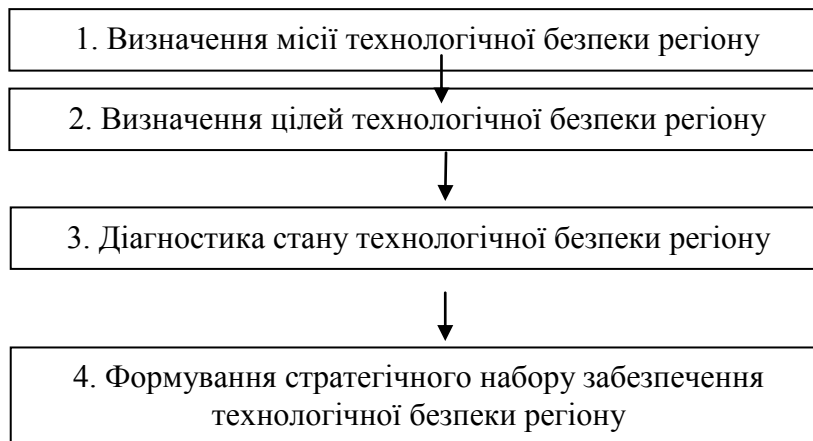 1. Визначення місії технологічної безпеки регіону
2. Визначення цілей технологічної безпеки регіону
3. Діагностика стану технологічної безпеки регіону
4. Формування стратегічного набору забезпечення
технологічної безпеки регіону